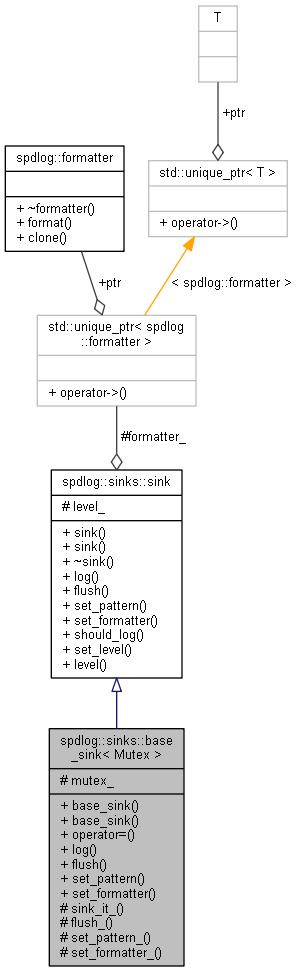 T
+ptr
spdlog::formatter
+ ~formatter()
+ format()
+ clone()
std::unique_ptr< T >
+ operator->()
+ptr
< spdlog::formatter >
std::unique_ptr< spdlog
::formatter >
+ operator->()
#formatter_
spdlog::sinks::sink
# level_
+ sink()
+ sink()
+ ~sink()
+ log()
+ flush()
+ set_pattern()
+ set_formatter()
+ should_log()
+ set_level()
+ level()
spdlog::sinks::base
_sink< Mutex >
# mutex_
+ base_sink()
+ base_sink()
+ operator=()
+ log()
+ flush()
+ set_pattern()
+ set_formatter()
# sink_it_()
# flush_()
# set_pattern_()
# set_formatter_()